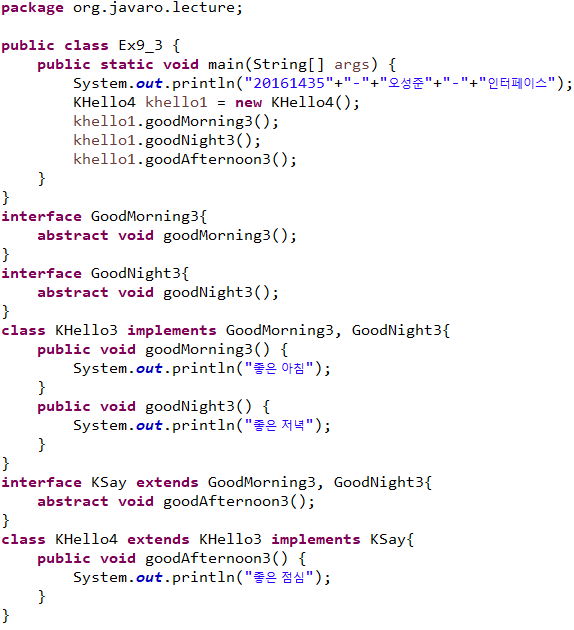 package org.javaro.lecture;

public class Ex9_3 {
    public static void main(String[] args) {
        System.out.println("20161435"+"-"+"오성준"+"-"+"인터페이스");
        KHello4 khello1 = new KHello4();
        khello1.goodMorning3();
        khello1.goodNight3();
        khello1.goodAfternoon3();
    }
}
interface GoodMorning3{
    abstract void goodMorning3();
}
interface GoodNight3{
    abstract void goodNight3();
}
class KHello3 implements GoodMorning3, GoodNight3{
    public void goodMorning3() {
        System.out.println("좋은 아침");
    }
    public void goodNight3() {
        System.out.println("좋은 저녁");
    }
}
interface KSay extends GoodMorning3, GoodNight3{
    abstract void goodAfternoon3();
}
class KHello4 extends KHello3 implements KSay{
    public void goodAfternoon3() {
        System.out.println("좋은 점심");
    }
}